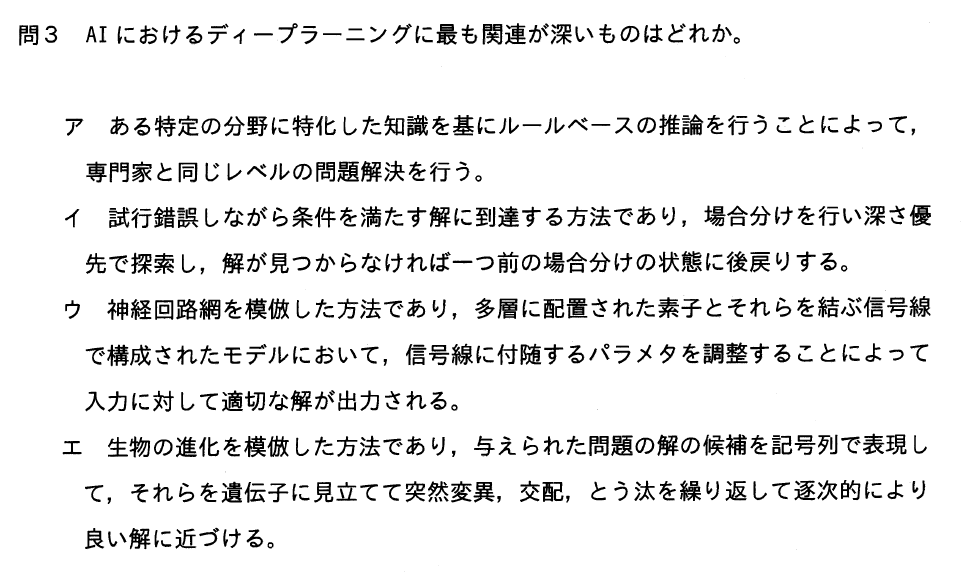 問3　AIにおけるディープラーニングに最も関連が深いものはどれか。
ア　ある特定の分野に特化した知識を基にルールベースの推論を行うことによって，
専門家と同じレベルの問題解決を行う。
イ　試行錯誤しながら条件を満たす解に到達する方法であり，場合分けを行い深さ優
先で探索し，解が見つからなければ一つ前の場合分けの状態に後戻りする。
ウ　神経回路網を模倣した方法であり，多層に配置された素子とそれらを結ぶ信号線
で構成されたモデルにおいて，信号線に付随するパラメタを調整することによって
入力に対して適切な解が出力される。
エ　生物の進化を模倣した方法であり，与えられた問題の解の候補を記号列で表現し
て，それらを遺伝子に見立てて突然変異，交配，とう汰を繰り返して逐次的により
良い解に近づける。